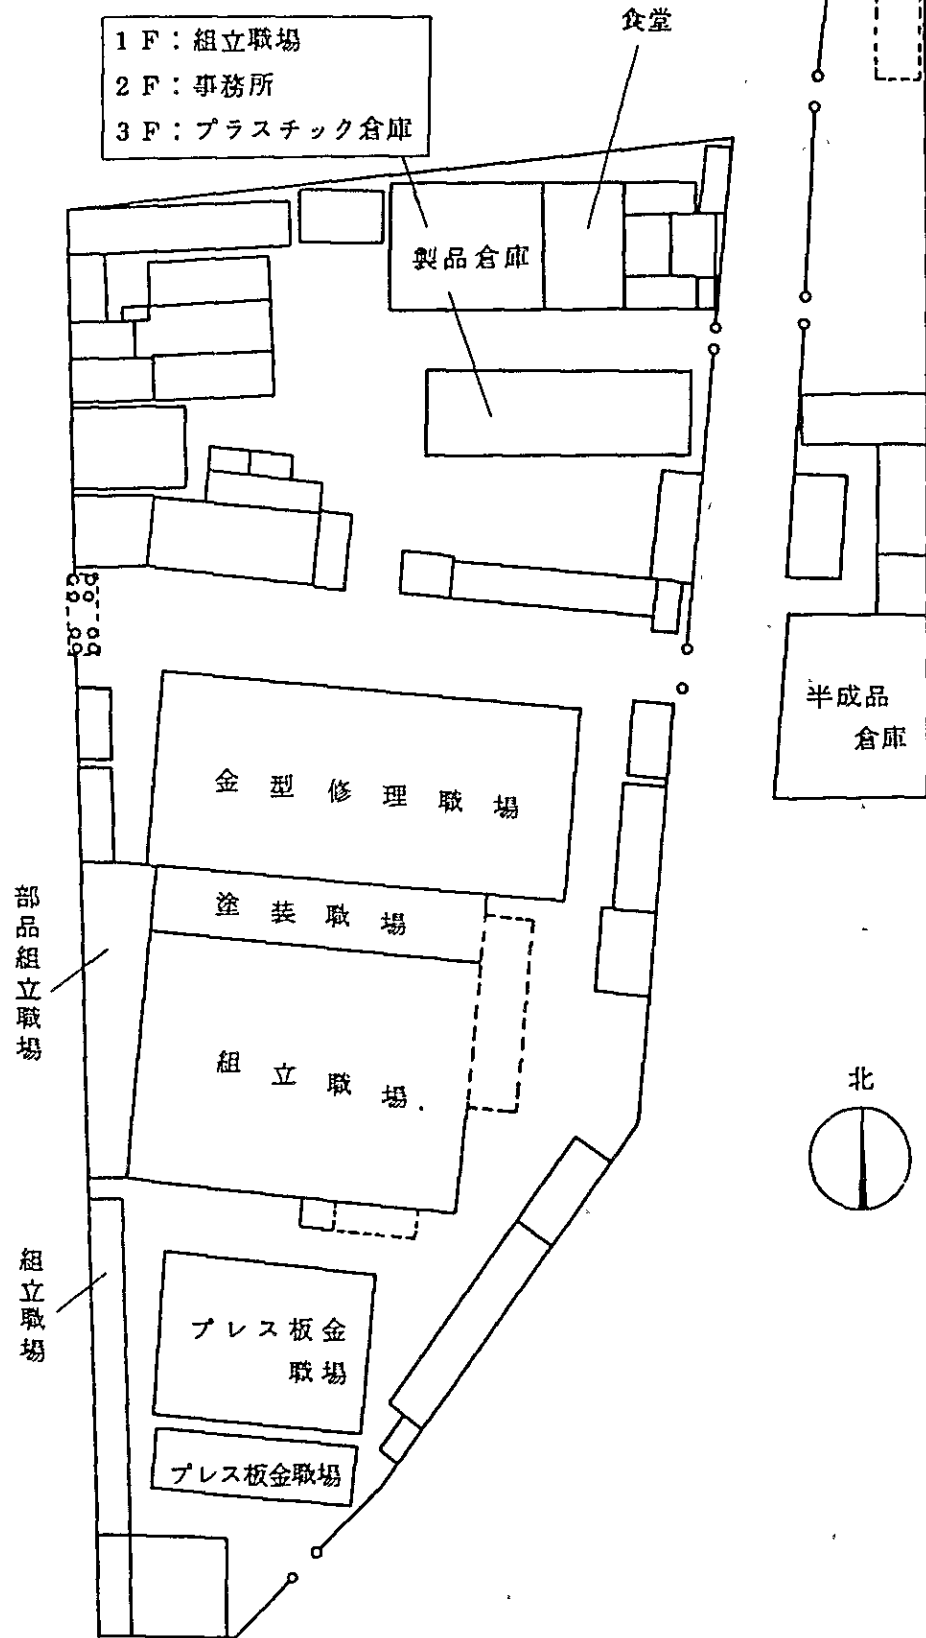 食堂
1F：組立職場
2F：事務所
3F：プラスチック倉庫
製品倉庫
半成品
倉庫
金型修理職場
塗装職場
部品組立職場
組立職場
北
組立職場
プレス板金
職場
プレス板金職場